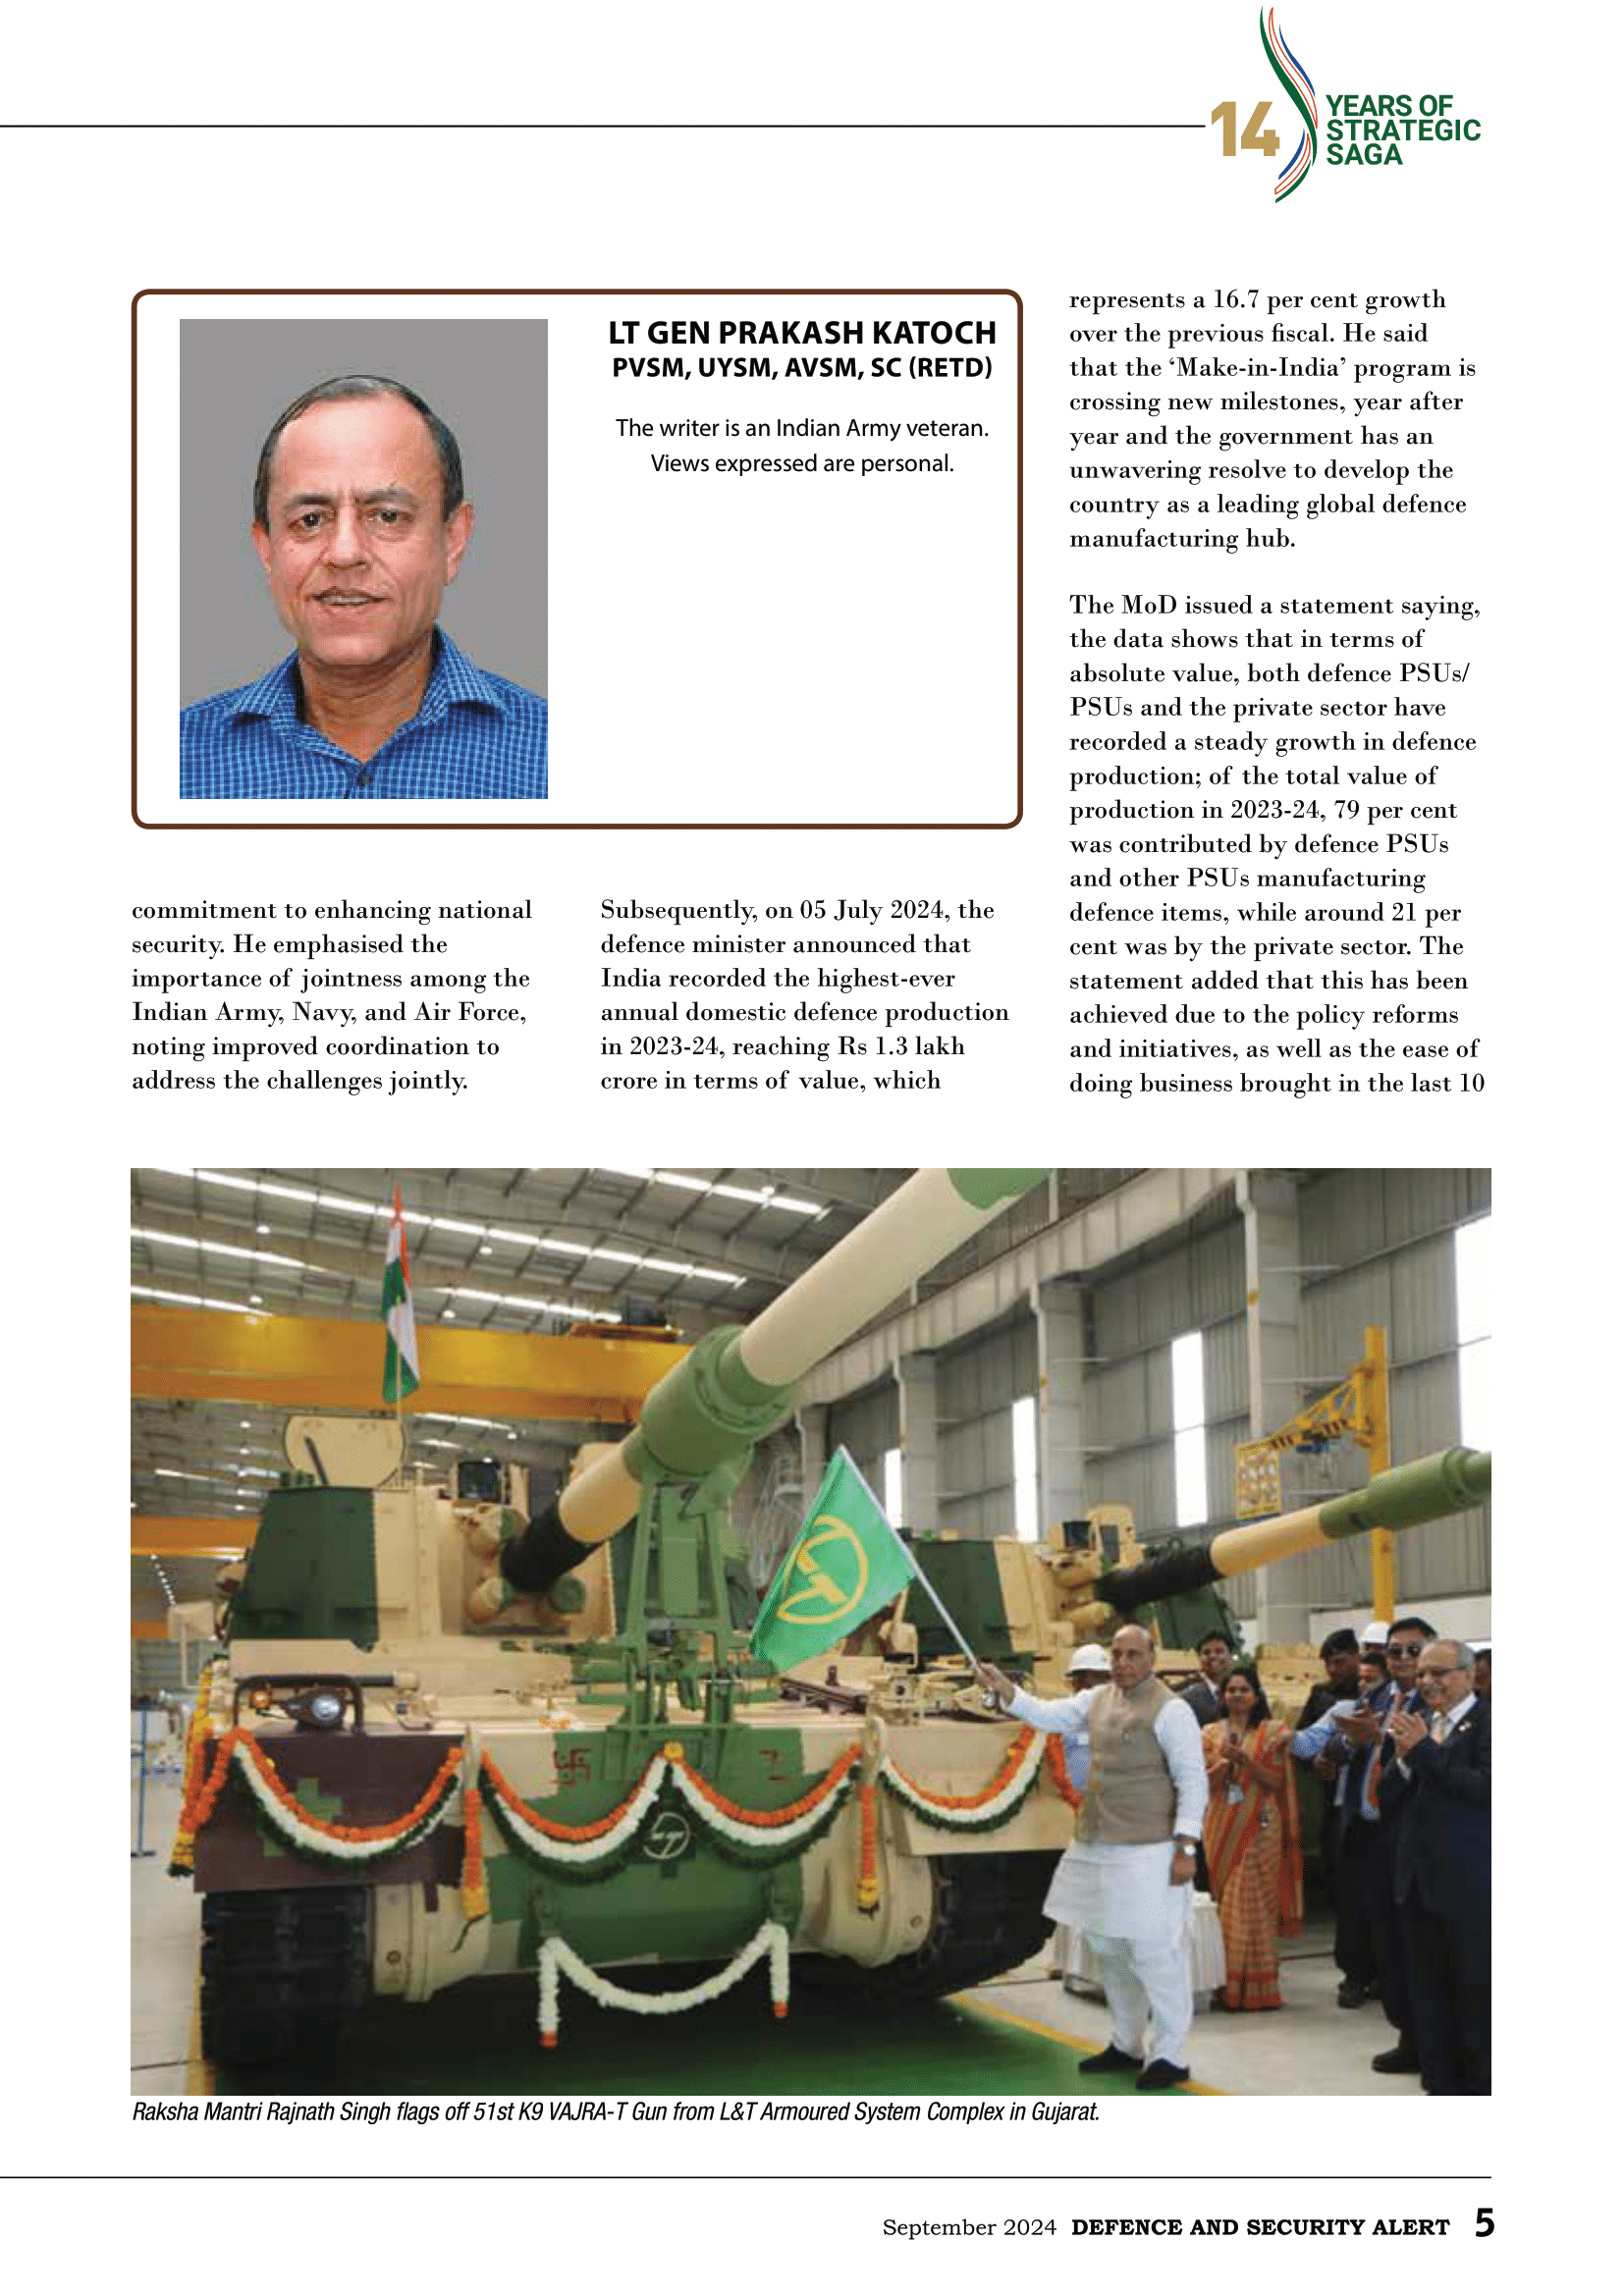 14
YEARS OF
STRATEGIC
SAGA
LT GEN PRAKASH KATOCH
PVSM, UYSM, AVSM, SC (RETD)
The writer is an Indian Army veteran.
Views expressed are personal.
commitment to enhancing national
security. He emphasised the
importance of jointness among the
Indian Army, Navy, and Air Force,
noting improved coordination to
address the challenges jointly.
Subsequently, on 05 July 2024, the
defence minister announced that
India recorded the highest-ever
annual domestic defence production
in 2023-24, reaching Rs 1.3 lakh
crore in terms of value, which
represents a 16.7 per cent growth
over the previous fiscal. He said
that the ‘Make-in-India’ program is
crossing new milestones, year after
year and the government has an
unwavering resolve to develop the
country as a leading global defence
manufacturing hub.
The MoD issued a statement saying,
the data shows that in terms of
absolute value, both defence PSUs/
PSUs and the private sector have
recorded a steady growth in defence
production; of the total value of
production in 2023-24, 79 per cent
was contributed by defence PSUs
and other PSUs manufacturing
defence items, while around 21 per
cent was by the private sector. The
statement added that this has been
achieved due to the policy reforms
and initiatives, as well as the ease of
doing business brought in the last 10
LT
LT
Raksha Mantri Rajnath Singh flags off 51st K9 VAJRA-T Gun from L&T Armoured System Complex in Gujarat.
September 2024 DEFENCE AND SECURITY ALERT 5